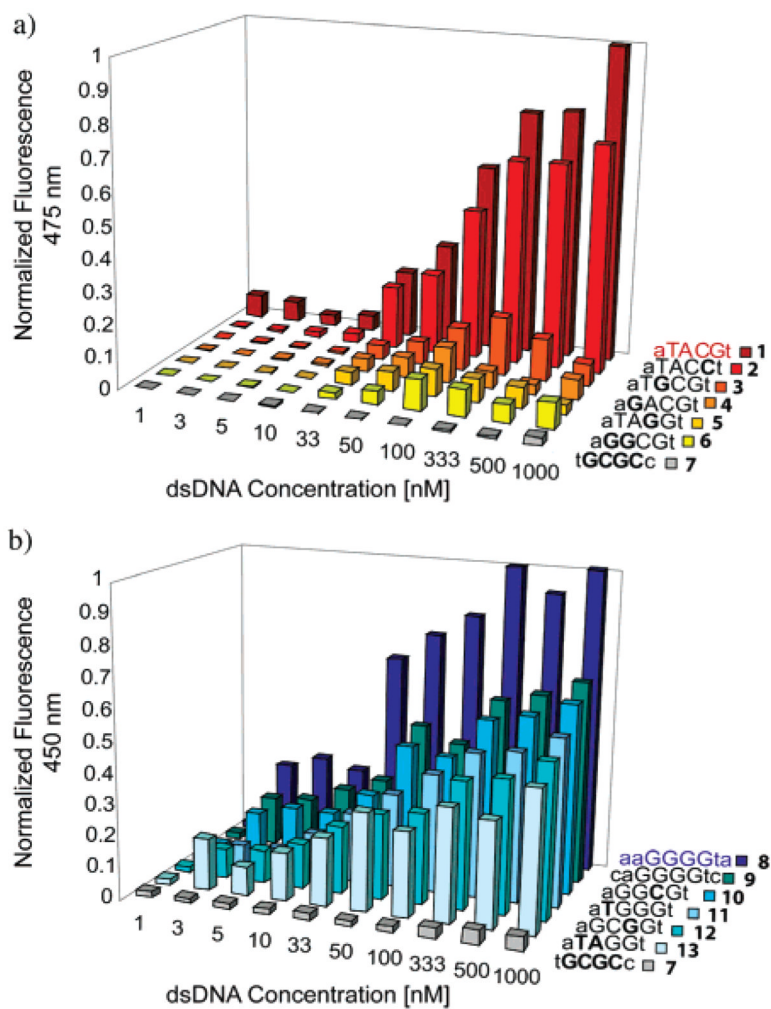 a)
Normalized Fluorescence
475 nm
1
0.9
0.8
0.7
0.6
0.5
0.4
0.3
0.2
0.1
0
1 3 5 10 33 50 100 333 500 1000
dsDNA Concentration [nM]
aTACGt 1
aTACCt 2
aTGCGt 3
aGACGt 4
aTAGGt 5
aGGCGt 6
tGCGCc 7
b)
Normalized Fluorescence
450 nm
1
0.9
0.8
0.7
0.6
0.5
0.4
0.3
0.2
0.1
0
1 3 5 10 33 50 100 333 500 1000
dsDNA Concentration [nM]
aaGGGGta 8
caGGGGtc 9
aGGCGt 10
aTGGGt 11
aGCGGt 12
aTAGGt 13
tGCGCc 7